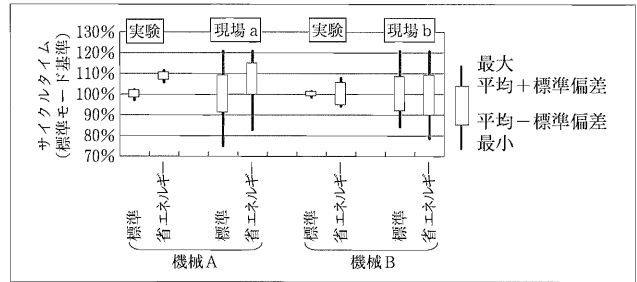 サイクルタイム
(標準モード基準)
130%
120%
110%
100%
90%
80%
70%
実験
現場a
実験
現場b
最大
平均+標準偏差
平均−標準偏差
最小
標準
省エネルギー
標準
省エネルギー
標準
省エネルギー
標準
省エネルギー
機械A
機械B